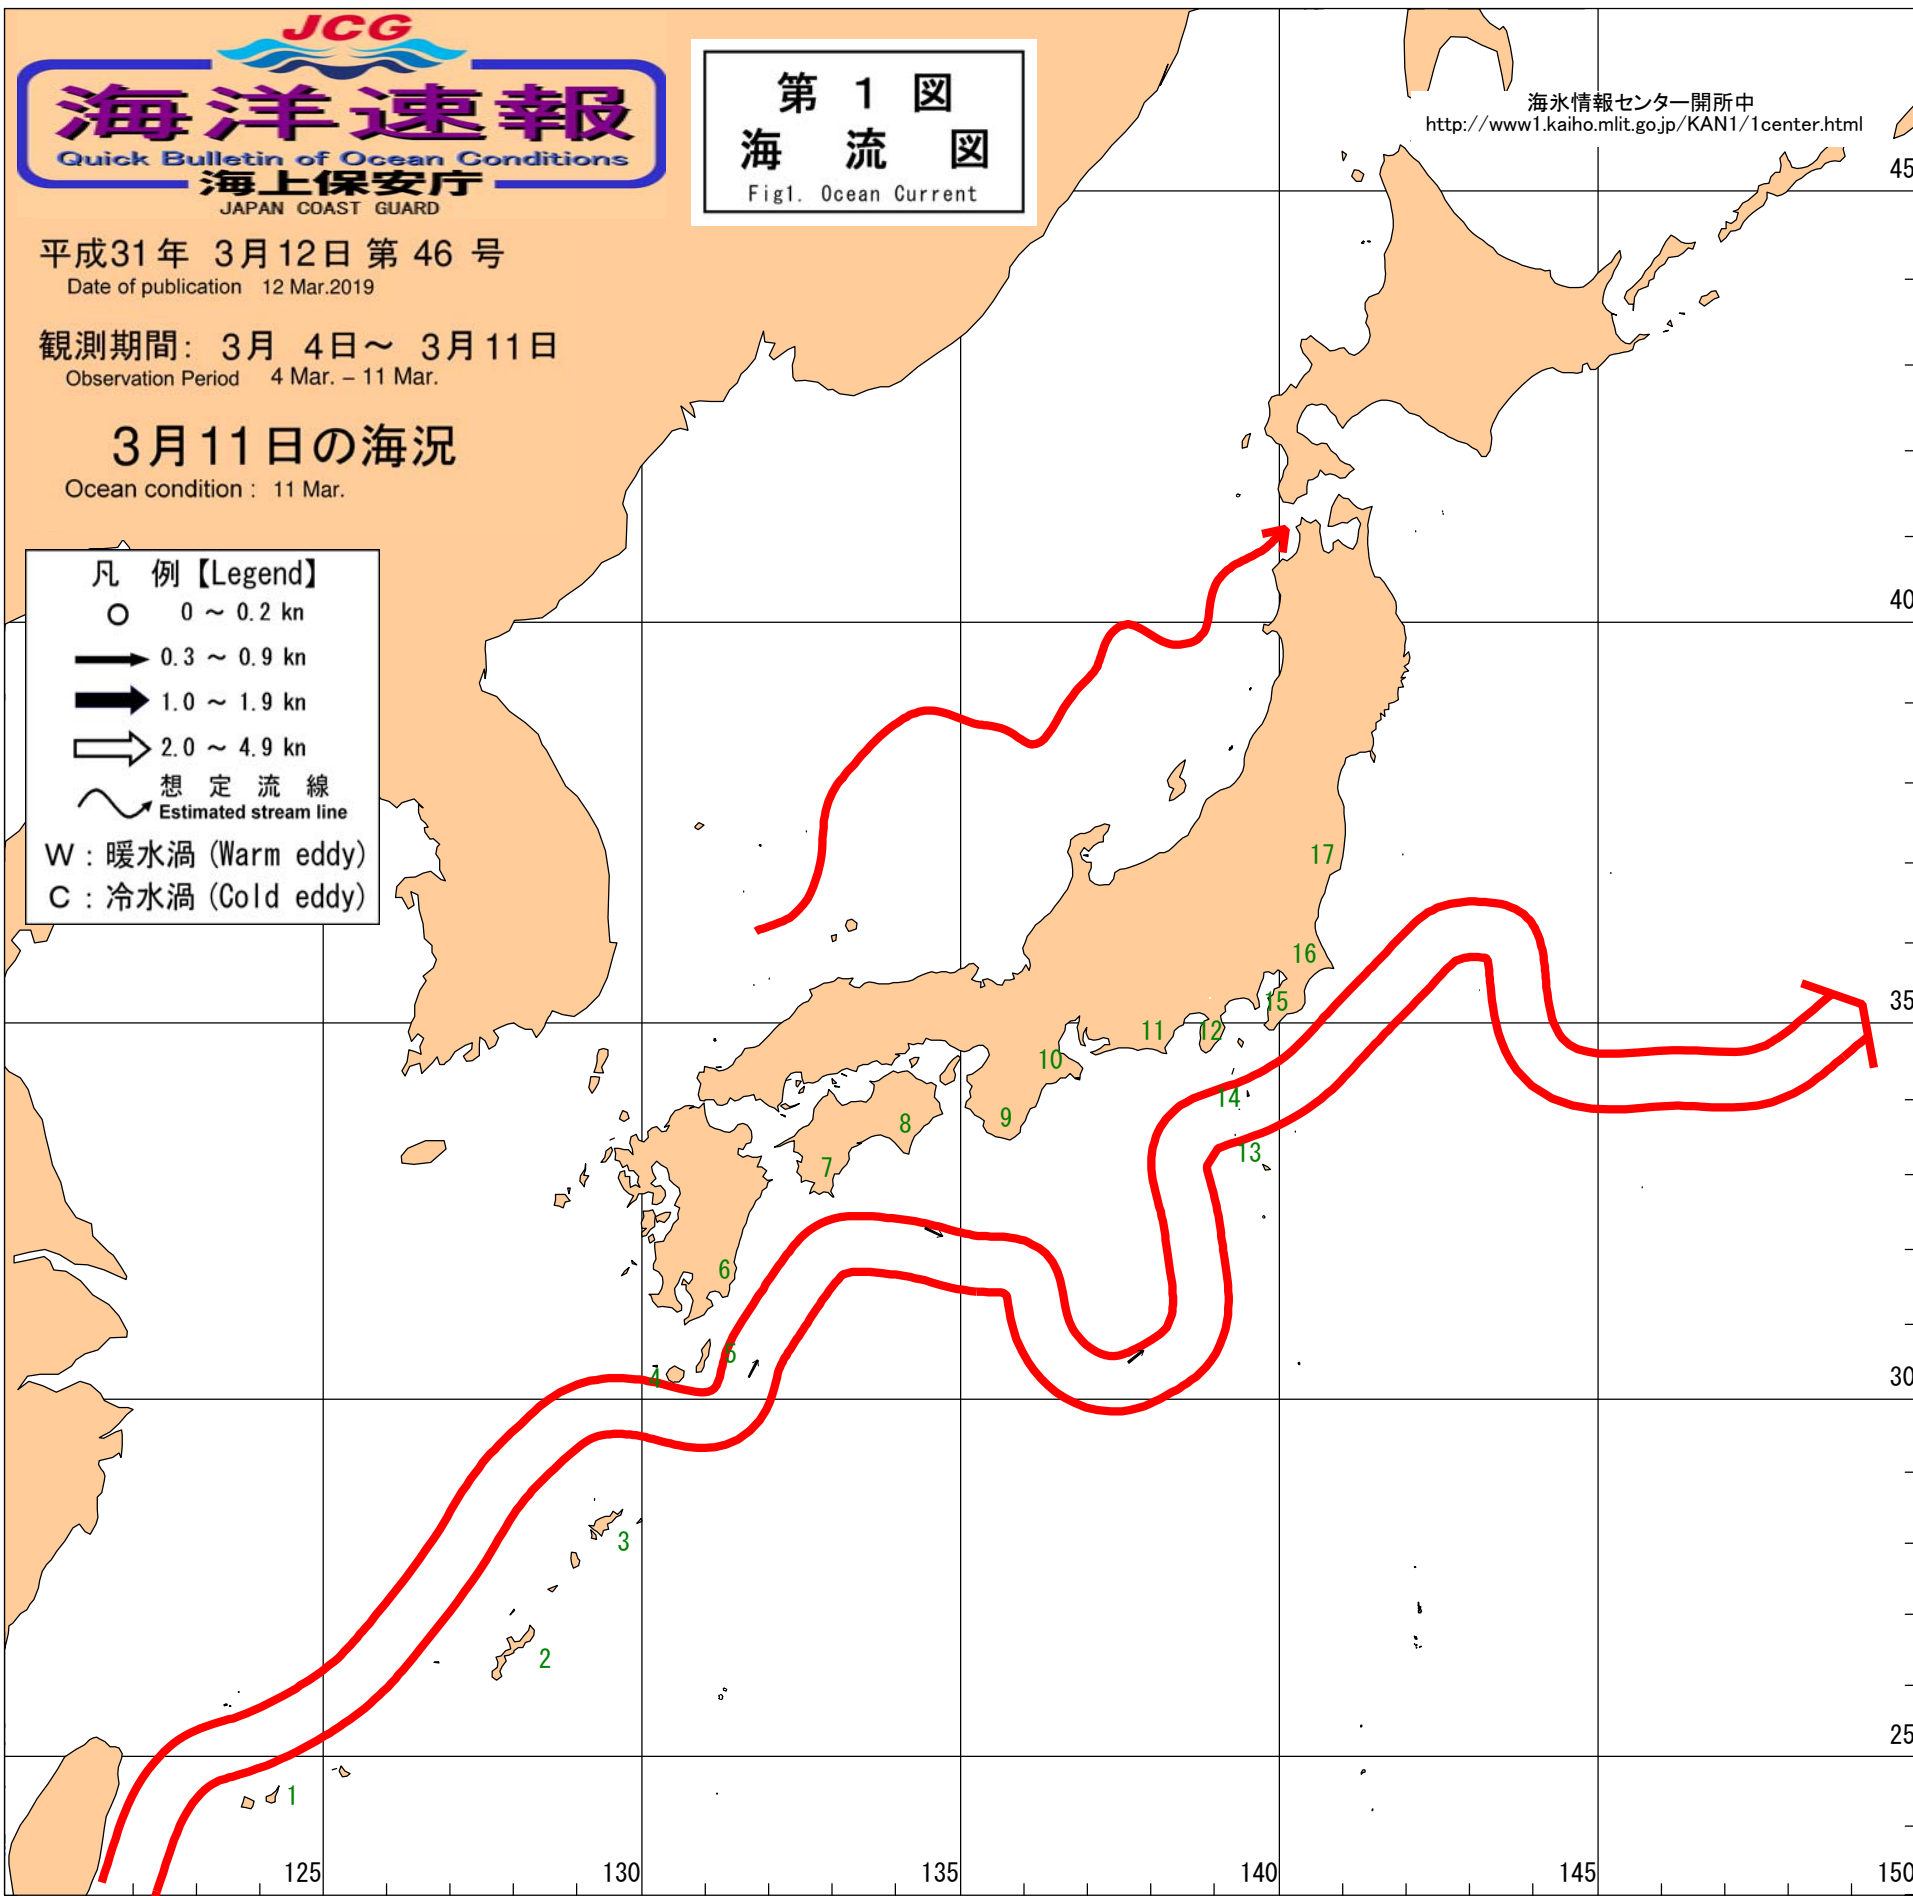 JCG
海洋速報
Quick Bulletin of Ocean Conditions
海上保安庁
JAPAN COAST GUARD
平成31年 3月12日 第 46 号
Date of publication 12 Mar.2019
観測期間: 3月 4日～ 3月11日
Observation Period 4 Mar. – 11 Mar.
3月11日の海況
Ocean condition : 11 Mar.
第 1 図
海 流 図
Fig1. Ocean Current
海氷情報センター開所中
http://www1.kaiho.mlit.go.jp/KAN1/1center.html
凡 例【Legend】
0 ～ 0.2 kn
0.3 ～ 0.9 kn
1.0 ～ 1.9 kn
2.0 ～ 4.9 kn
想 定 流 線
Estimated stream line
W : 暖水渦 (Warm eddy)
C : 冷水渦 (Cold eddy)
45
40
17
16
15
35
11
12
10
14
9
8
13
7
6
5
4
30
3
2
25
1
125
130
135
140
145
150